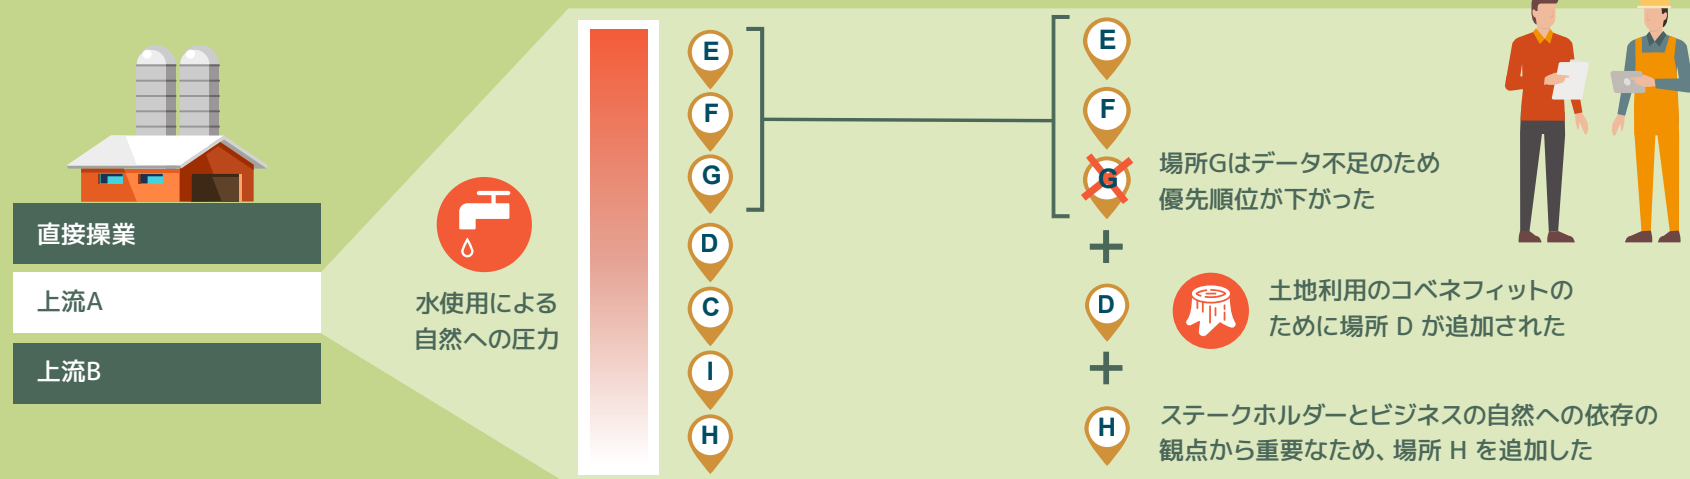 直接操業
上流A
上流B
水使用による
自然への圧力
E
F
G
D
C
I
H
E
F
G
場所Gはデータ不足のため
優先順位が下がった
+
D
土地利用のコベネフィットの
ために場所 D が追加された
+
H
ステークホルダーとビジネスの自然への依存の
観点から重要なため、場所 H を追加した